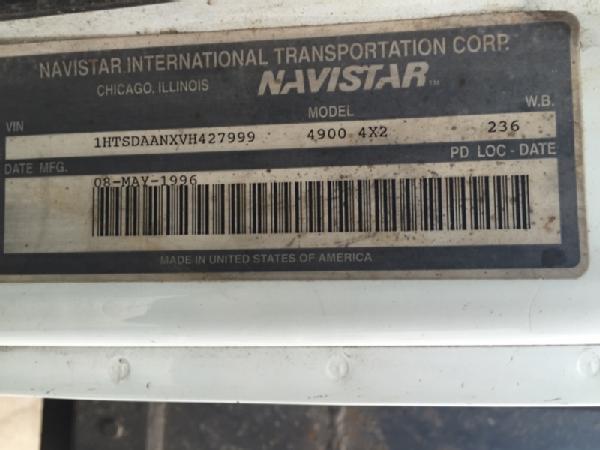 NAVISTAR INTERNATIONAL TRANSPORTATION CORP.
CHICAGO, ILLINOIS NAVISTAR™
VIN MODEL W.B.
1HTSDAANXVH427999 4900 4X2 236
DATE MFG. PD LOC - DATE
08-MAY-1996
MADE IN UNITED STATES OF AMERICA